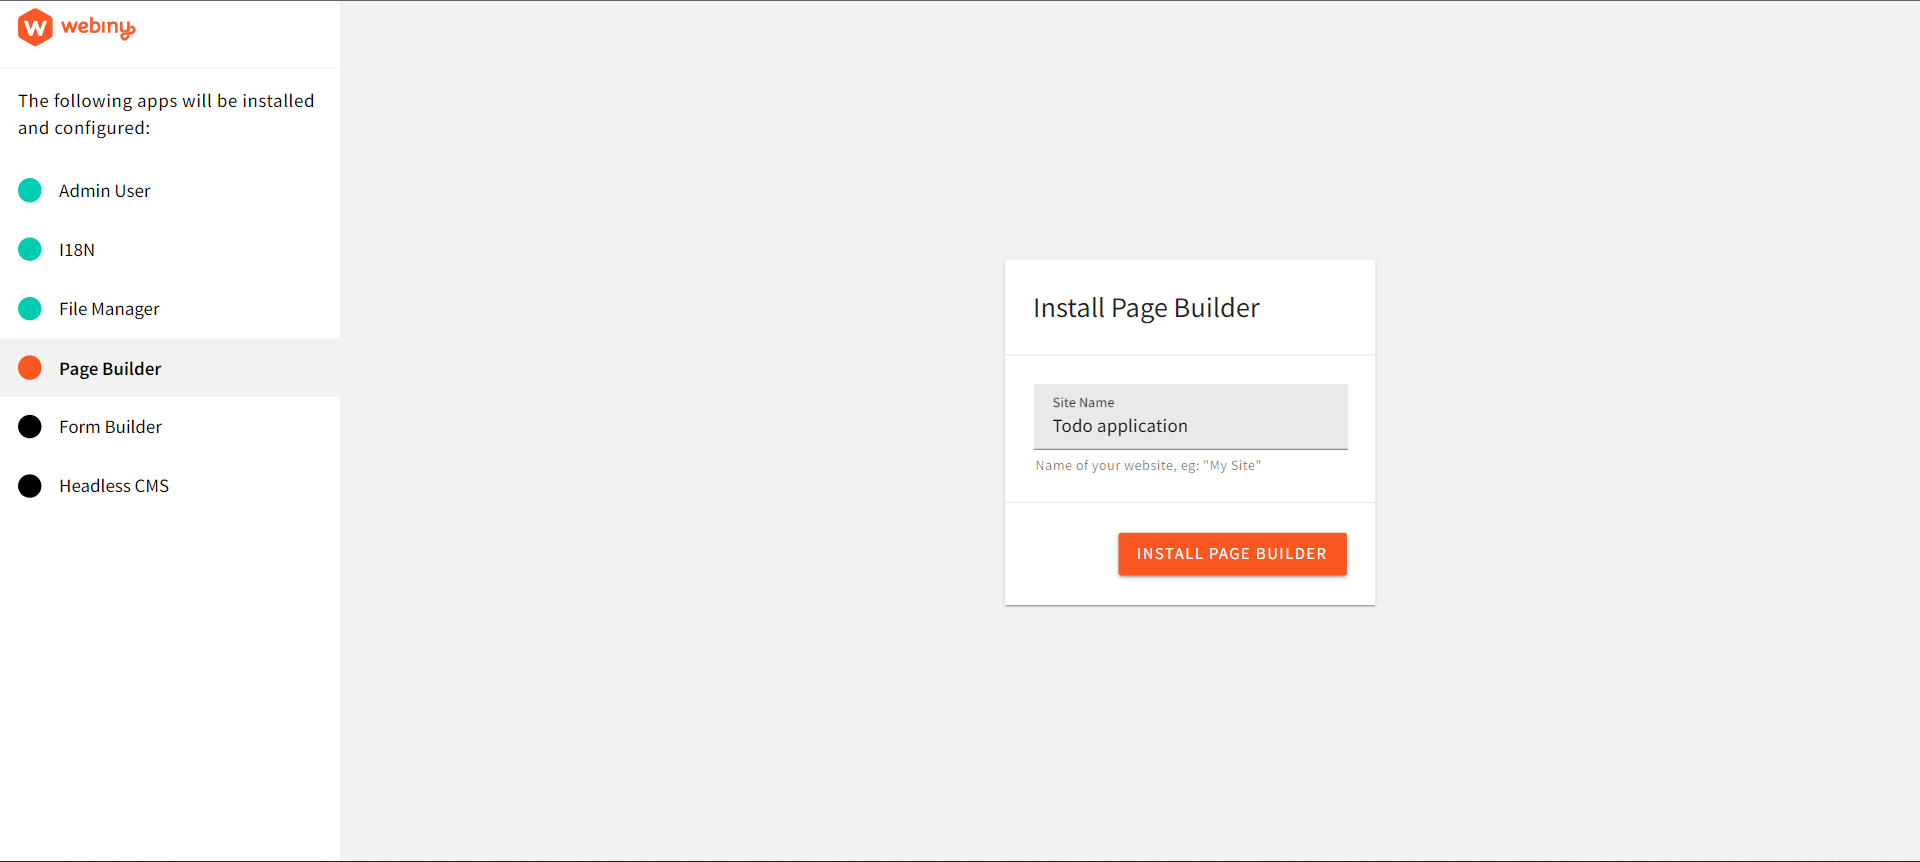 webiny
The following apps will be installed
and configured:
Admin User
I18N
File Manager
Page Builder
Form Builder
Headless CMS
Install Page Builder
Site Name
Todo application
Name of your website, eg: "My Site"
INSTALL PAGE BUILDER